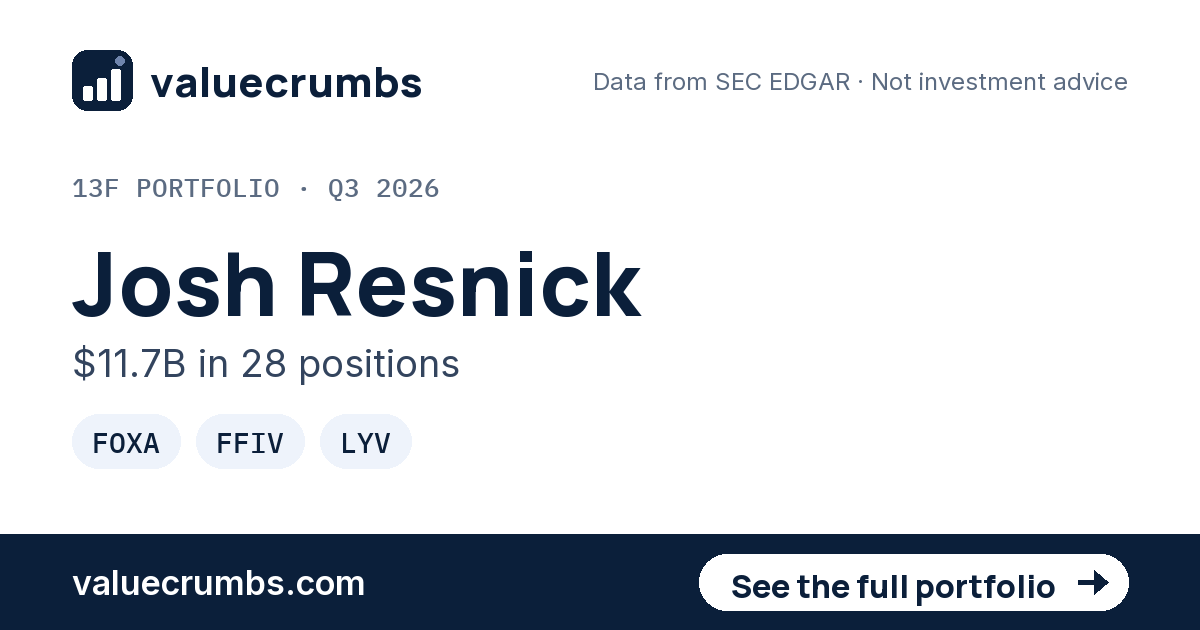 valuecrumbs
Data from SEC EDGAR · Not investment advice
13F PORTFOLIO · Q3 2026
Josh Resnick
$11.7B in 28 positions
FOXA FFIV LYV
valuecrumbs.com
See the full portfolio →